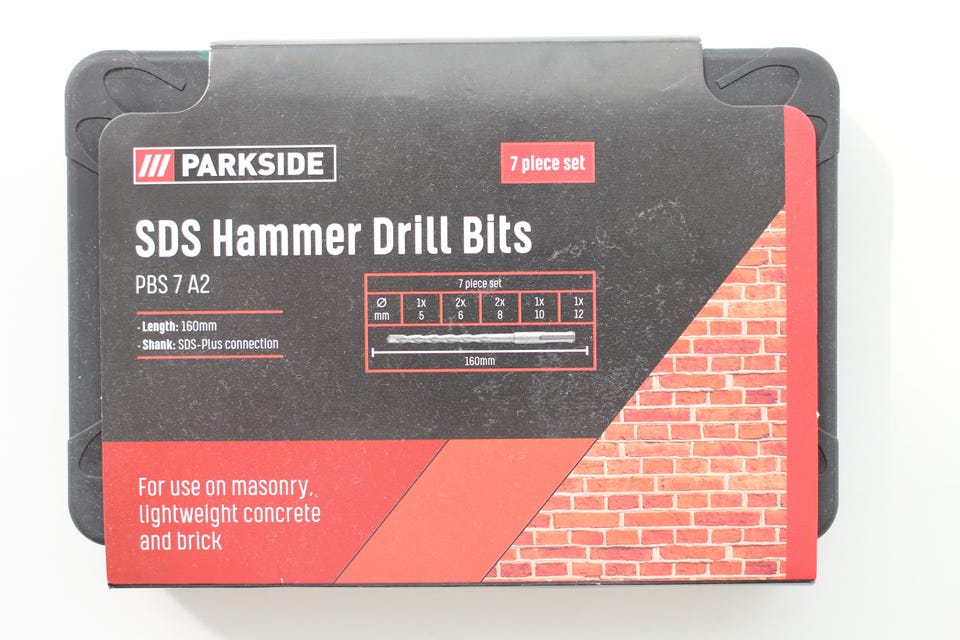 PARKSIDE
7 piece set
SDS Hammer Drill Bits
PBS 7 A2
· Length: 160mm
· Shank: SDS-Plus connection
7 piece set
Ø mm 1x 5 2x 6 2x 8 1x 10 1x 12
160mm
For use on masonry,
lightweight concrete
and brick